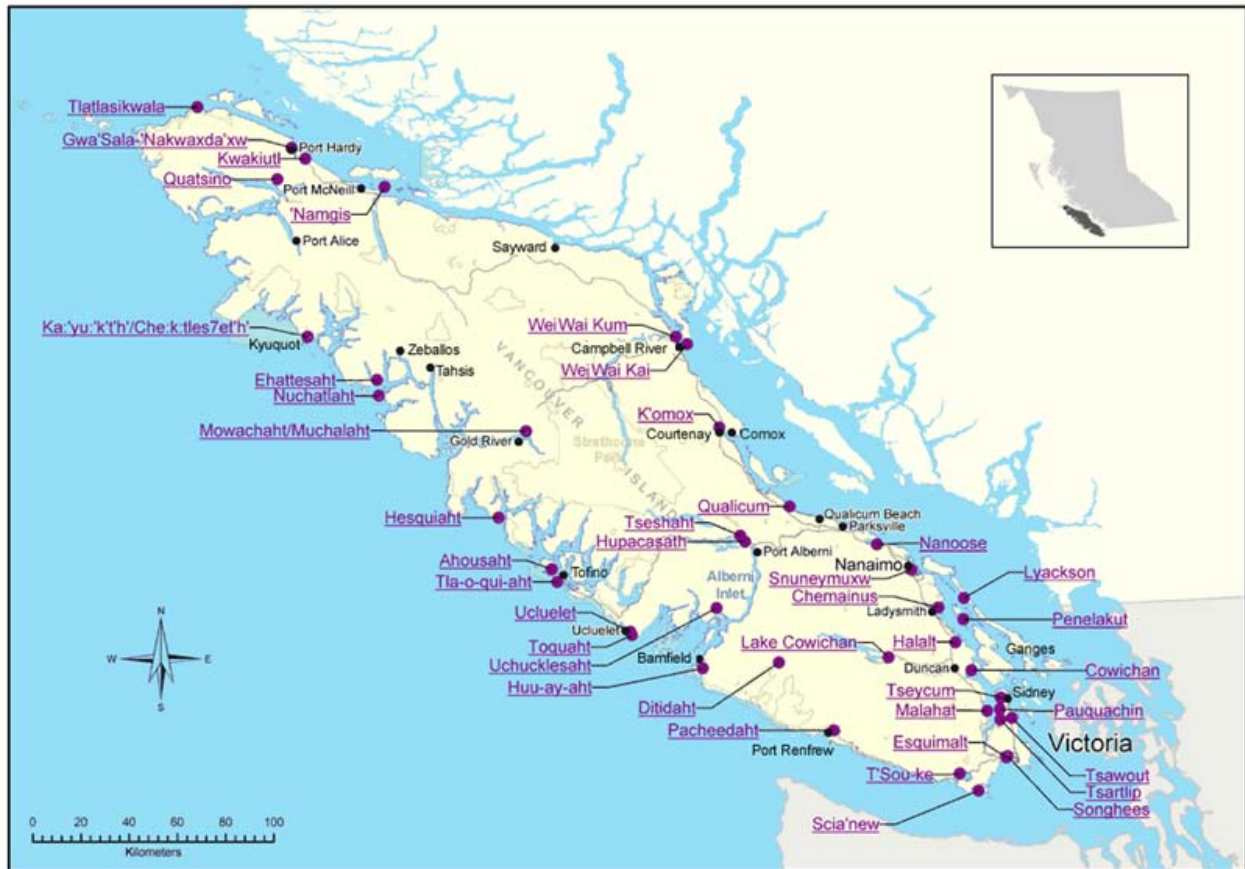 Tlatlasikwala
Gwa'Sala-'Nakwaxda'xw
Port Hardy
Kwakiutl
Quatsino
Port McNeill
'Namgis
Port Alice
Sayward
Ka:'yu:'k't'h'/Che:k:tles7et'h'
Kyuquot
WeiWai Kum
Campbell River
Wei Wai Kai
Zeballos
Tahsis
VANCOUVER
ISLAND
Ehattesaht
Nuchatlaht
Mowachaht/Muchalaht
Gold River
Strathcona
Park
K'omox
Courtenay
Comox
Hesquiaht
Qualicum
Qualicum Beach
Parksville
Tseshaht
Hupacasath
Port Alberni
Nanoose
Nanaimo
Snuneymuxw
Ahousaht
Tofino
Tla-o-qui-aht
Alberni
Inlet
Chemainus
Ladysmith
Lyackson
Penelakut
Ucluelet
Ucluelet
Toquaht
Uchucklesaht
Bamfield
Huu-ay-aht
Lake Cowichan
Halalt
Ganges
Duncan
Cowichan
Ditidaht
Tseycum
Sidney
Malahat
Pauquachin
Pacheedaht
Port Renfrew
Esquimalt
Victoria
T'Sou-ke
Tsawout
Tsartlip
Songhees
Scia'new
N
W
E
S
0 20 40 60 80 100
Kilometers